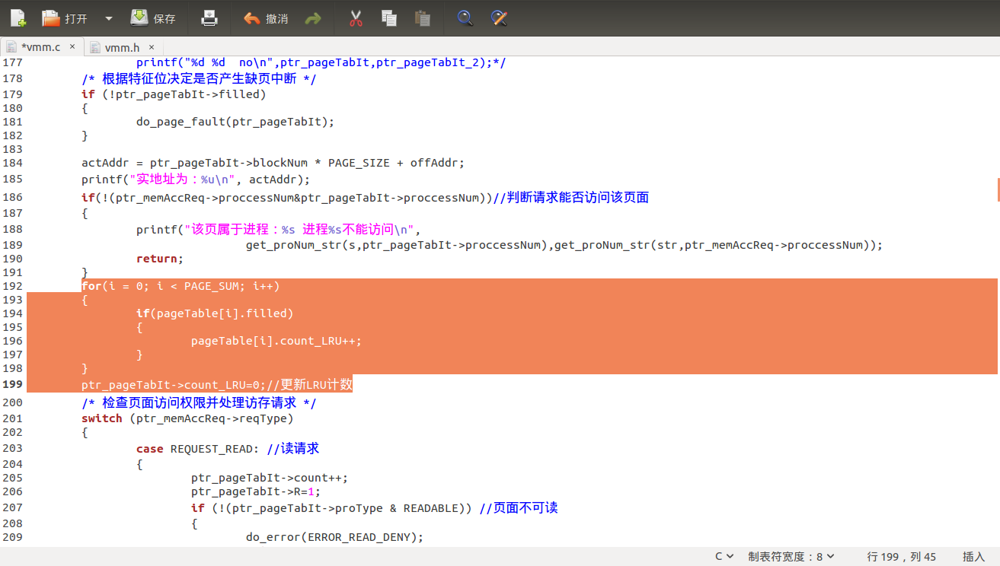 打开 保存 撤消
*vmm.c × vmm.h ×
177 printf("%d %d  no\n",ptr_pageTabIt,ptr_pageTabIt_2);*/
178 /* 根据特征位决定是否产生缺页中断 */
179 if (!ptr_pageTabIt->filled)
180 {
181 do_page_fault(ptr_pageTabIt);
182 }
183
184 actAddr = ptr_pageTabIt->blockNum * PAGE_SIZE + offAddr;
185 printf("实地址为：%u\n", actAddr);
186 if(!(ptr_memAccReq->proccessNum&ptr_pageTabIt->proccessNum))//判断请求能否访问该页面
187 {
188 printf("该页属于进程：%s 进程%s不能访问\n",
189 get_proNum_str(s,ptr_pageTabIt->proccessNum),get_proNum_str(str,ptr_memAccReq->proccessNum));
190 return;
191 }
192 for(i = 0; i < PAGE_SUM; i++)
193 {
194 if(pageTable[i].filled)
195 {
196 pageTable[i].count_LRU++;
197 }
198 }
199 ptr_pageTabIt->count_LRU=0;//更新LRU计数
200 /* 检查页面访问权限并处理访存请求 */
201 switch (ptr_memAccReq->reqType)
202 {
203 case REQUEST_READ: //读请求
204 {
205 ptr_pageTabIt->count++;
206 ptr_pageTabIt->R=1;
207 if (!(ptr_pageTabIt->proType & READABLE)) //页面不可读
208 {
209 do_error(ERROR_READ_DENY);
C 制表符宽度：8 行 199，列 45 插入